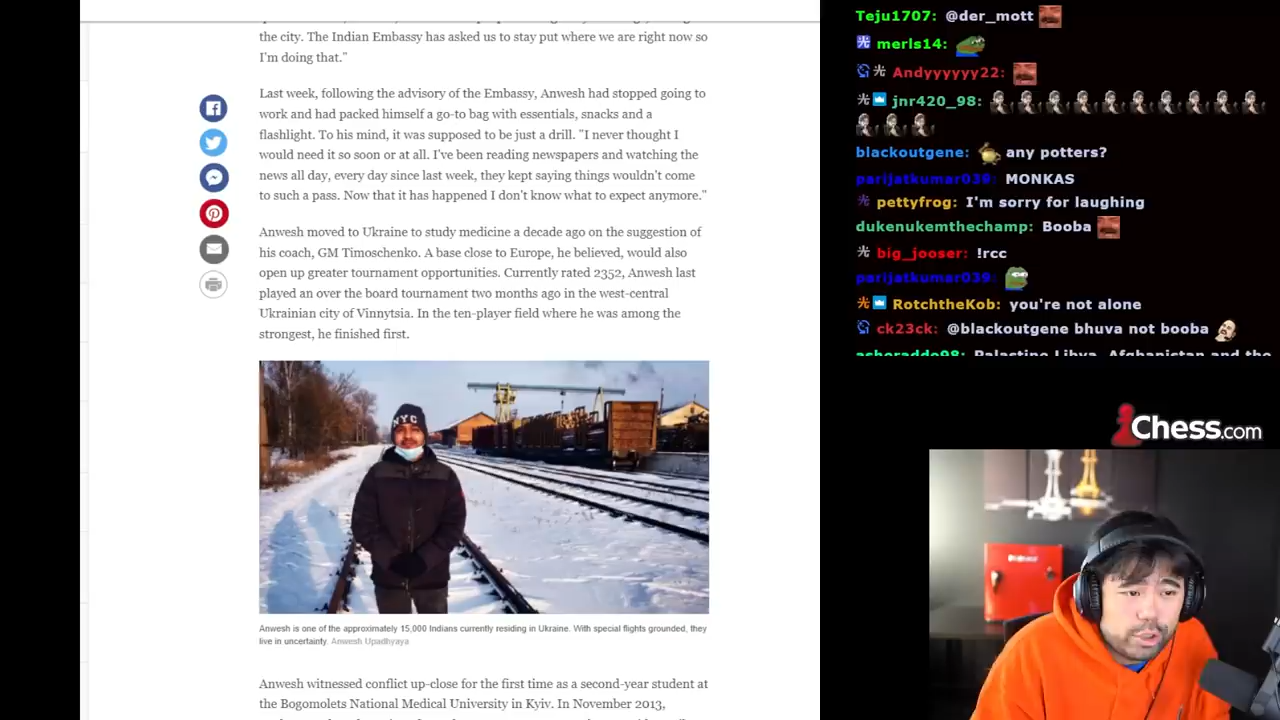 the city. The Indian Embassy has asked us to stay put where we are right now so
I'm doing that."
Last week, following the advisory of the Embassy, Anwesh had stopped going to
work and had packed himself a go-to bag with essentials, snacks and a
flashlight. To his mind, it was supposed to be just a drill. "I never thought I
would need it so soon or at all. I've been reading newspapers and watching the
news all day, every day since last week, they kept saying things wouldn't come
to such a pass. Now that it has happened I don't know what to expect anymore."
Anwesh moved to Ukraine to study medicine a decade ago on the suggestion of
his coach, GM Timoschenko. A base close to Europe, he believed, would also
open up greater tournament opportunities. Currently rated 2352, Anwesh last
played an over the board tournament two months ago in the west-central
Ukrainian city of Vinnytsia. In the ten-player field where he was among the
strongest, he finished first.
NYC
Anwesh is one of the approximately 15,000 Indians currently residing in Ukraine. With special flights grounded, they
live in uncertainty. Anwesh Upadhyaya
Anwesh witnessed conflict up-close for the first time as a second-year student at
the Bogomolets National Medical University in Kyiv. In November 2013,
Teju1707: @der_mott
merls14:
Andyyyyyy22:
jnr420_98:
blackoutgene: any potters?
parijatkumar039: MONKAS
pettyfrog: I'm sorry for laughing
dukenukemthechamp: Booba
big_jooser: !rcc
parijatkumar039:
RotchtheKob: you're not alone
ck23ck: @blackoutgene bhuva not booba
asheradde98: Palastine Libya, Afghanistan and the
Chess.com